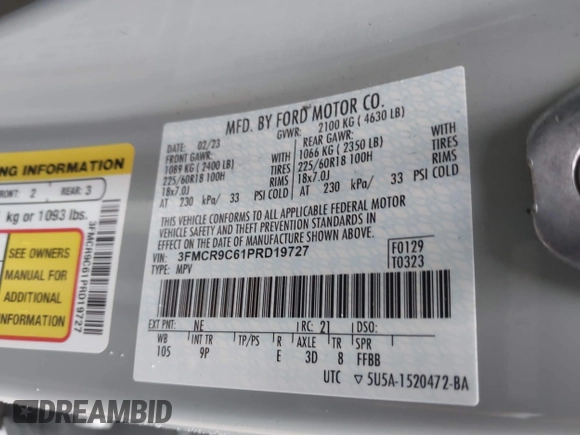 MFD. BY FORD MOTOR CO.
DATE: 02/23 GVWR: 2100 KG ( 4630 LB)
FRONT GAWR: REAR GAWR:
1089 KG ( 2400 LB) 1066 KG ( 2350 LB)
225/60R18 100H TIRES 225/60R18 100H TIRES
18x7.0J RIMS 18x7.0J RIMS
AT 230 kPa/ 33 PSI COLD AT 230 kPa/ 33 PSI COLD
THIS VEHICLE CONFORMS TO ALL APPLICABLE FEDERAL MOTOR
VEHICLE SAFETY AND THEFT PREVENTION STANDARDS IN
EFFECT ON THE DATE OF MANUFACTURE SHOWN ABOVE.
VIN: 3FMCR9C61PRD19727 F0129
TYPE: MPV T0323
EXT PNT: NE RC: 21 DSO:
WB INT TR TP/PS R AXLE TR SPR
105 9P E 3D 8 FFBB
UTC 5U5A-1520472-BA
NG INFORMATION
FRONT: 2 REAR: 3
kg or 1093 lbs.
SEE OWNERS
MANUAL FOR
ADDITIONAL
INFORMATION
3FMCR9C61PRD19727
DREAMBID